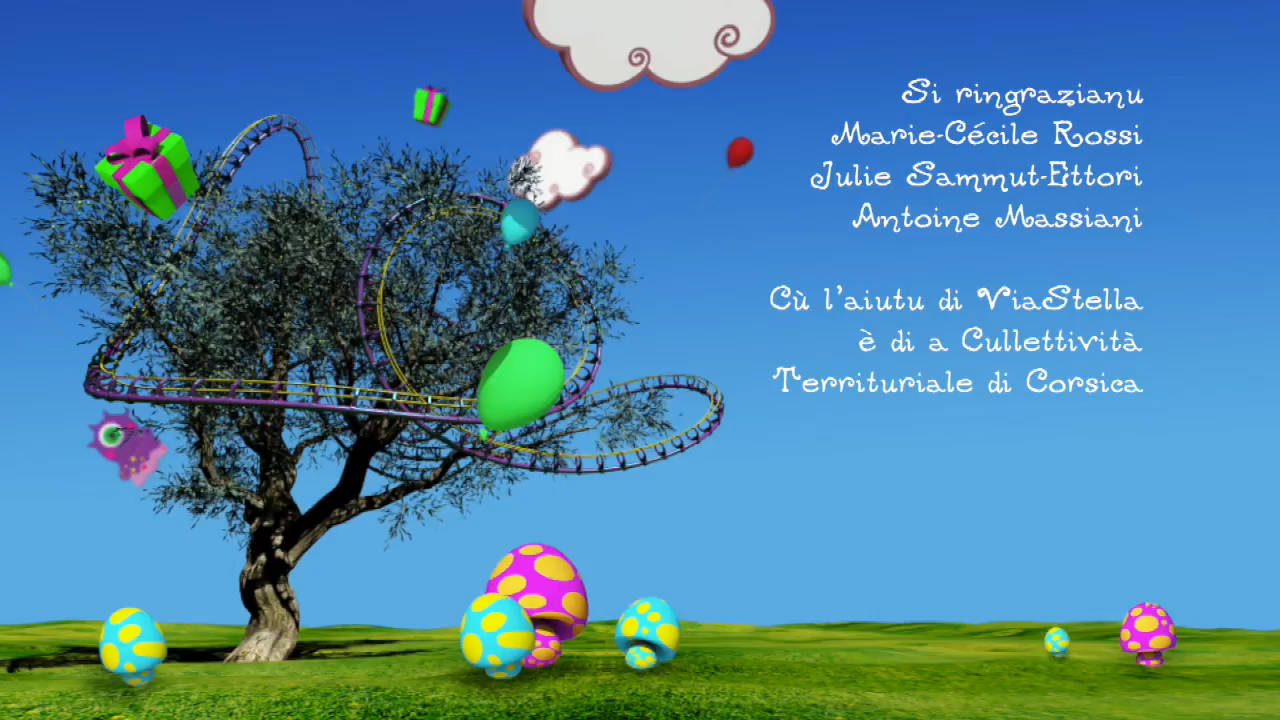 Si ringrazianu
Marie-Cécile Rossi
Julie Sammut-Ettori
Antoine Massiani
Cù l'aiutu di ViaStella
è di a Cullettività
Territuriale di Corsica